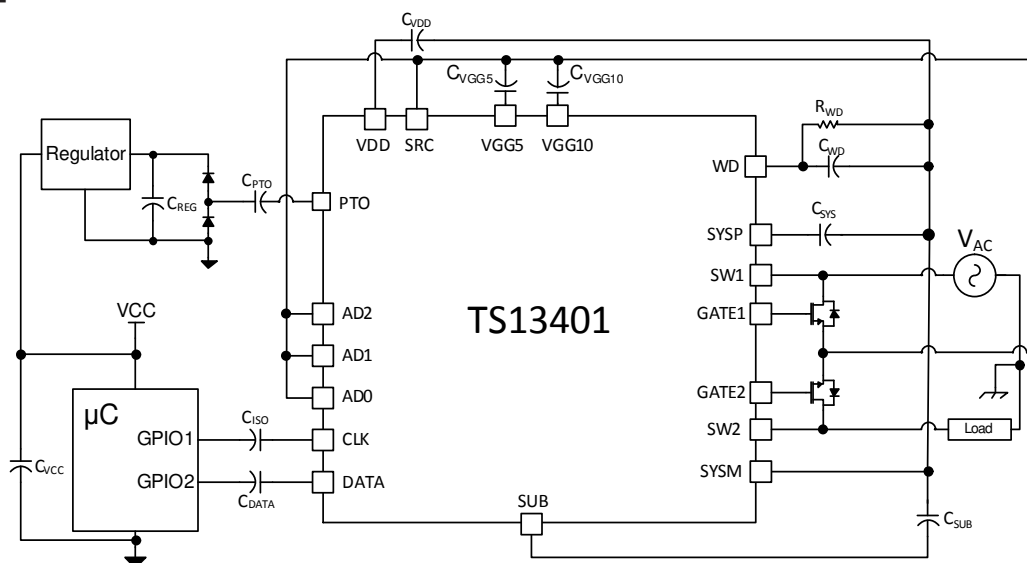 CVDD
CVGG5
CVGG10
RWD
VDD
SRC
VGG5
VGG10
CWD
WD
Regulator
CPTO
CREG
PTO
CSYS
SYSP
VAC
SW1
VCC
AD2
TS13401
GATE1
AD1
µC
AD0
GATE2
GPIO1
CISO
CLK
SW2
Load
CVCC
GPIO2
CDATA
DATA
SYSM
SUB
CSUB